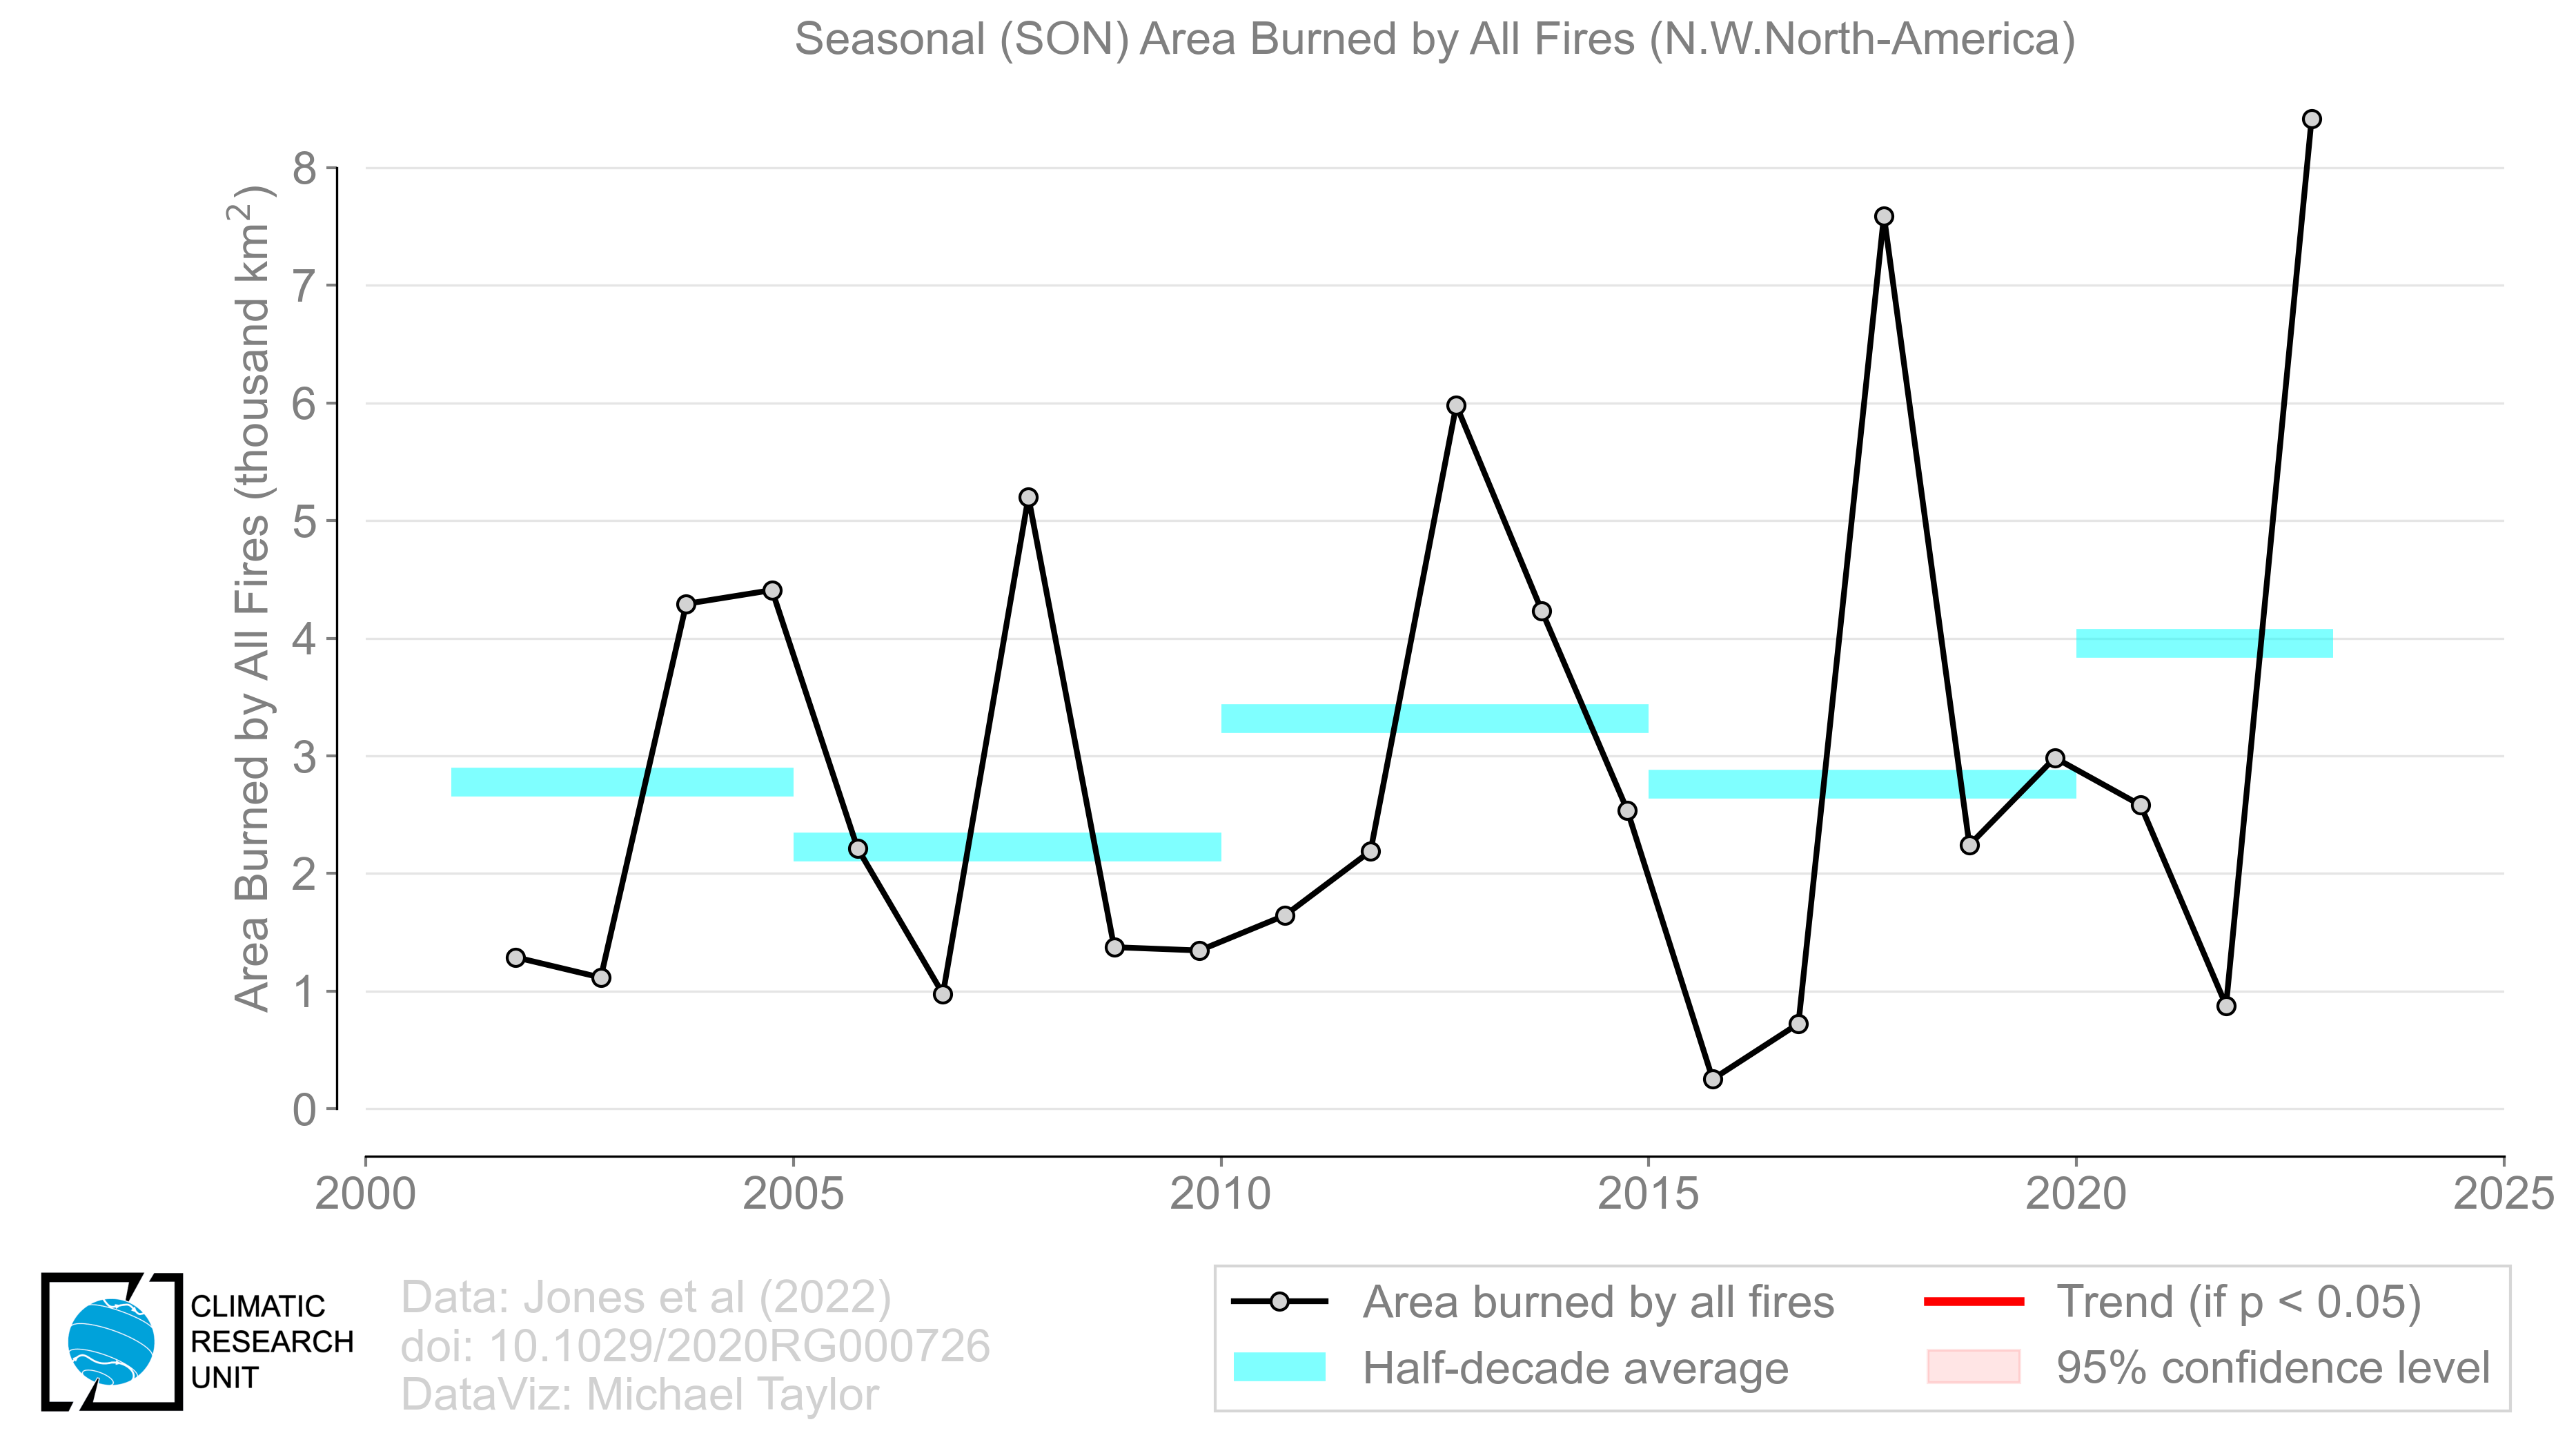 Seasonal (SON) Area Burned by All Fires (N.W.North-America)
Area Burned by All Fires (thousand km²)
8
7
6
5
4
3
2
1
0
2000 2005 2010 2015 2020 2025
CLIMATIC
RESEARCH
UNIT
Data: Jones et al (2022)
doi: 10.1029/2020RG000726
DataViz: Michael Taylor
Area burned by all fires
Half-decade average
Trend (if p < 0.05)
95% confidence level